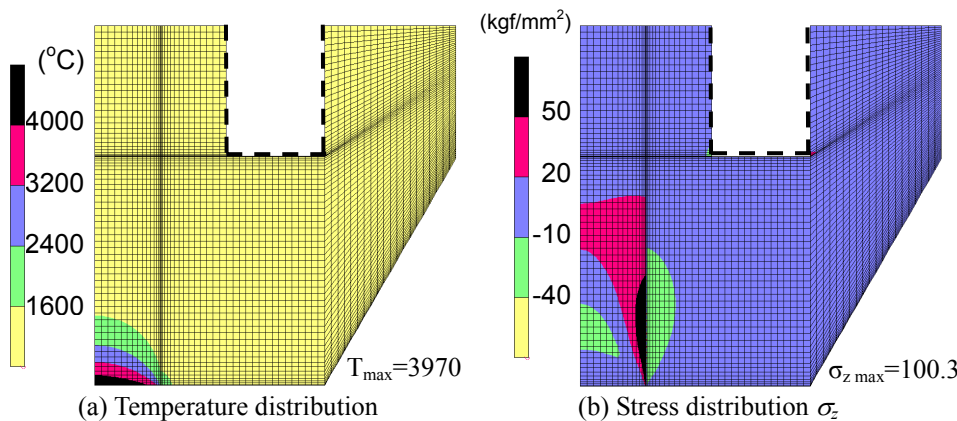 (°C)
4000
3200
2400
1600
T max=3970
(a) Temperature distribution
(kgf/mm²)
50
20
-10
-40
σz max=100.3
(b) Stress distribution σz